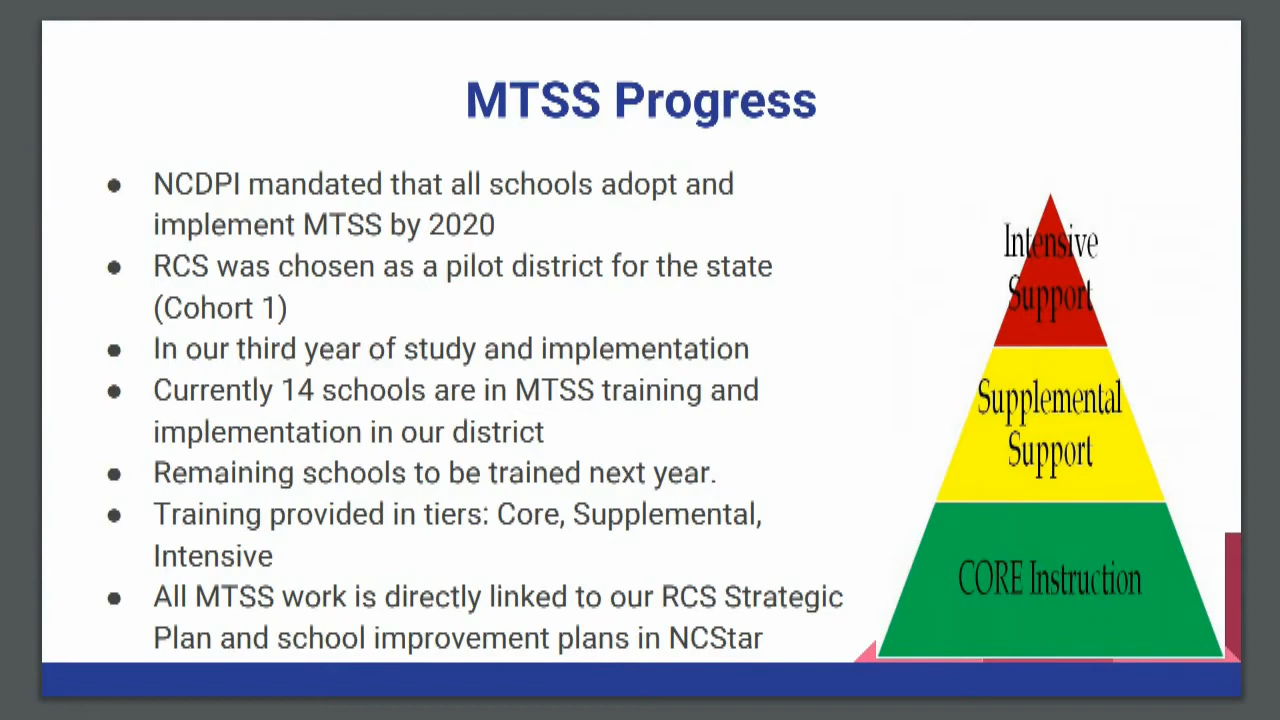 MTSS Progress
● NCDPI mandated that all schools adopt and
implement MTSS by 2020
● RCS was chosen as a pilot district for the state
(Cohort 1)
● In our third year of study and implementation
● Currently 14 schools are in MTSS training and
implementation in our district
● Remaining schools to be trained next year.
● Training provided in tiers: Core, Supplemental,
Intensive
● All MTSS work is directly linked to our RCS Strategic
Plan and school improvement plans in NCStar
Intensive
Support
Supplemental
Support
CORE Instruction